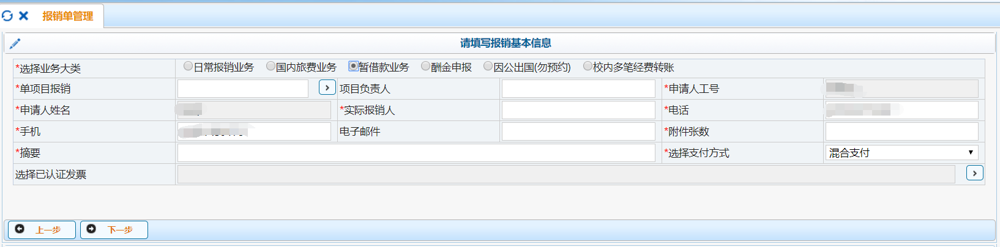 报销单管理
请填写报销基本信息
*选择业务大类 日常报销业务 国内旅费业务 暂借款业务 酬金申报 因公出国(勿预约) 校内多笔经费转账
*单项目报销 项目负责人 *申请人工号
*申请人姓名 *实际报销人 *电话
*手机 电子邮件 *附件张数
*摘要 *选择支付方式 混合支付
选择已认证发票
上一步 下一步